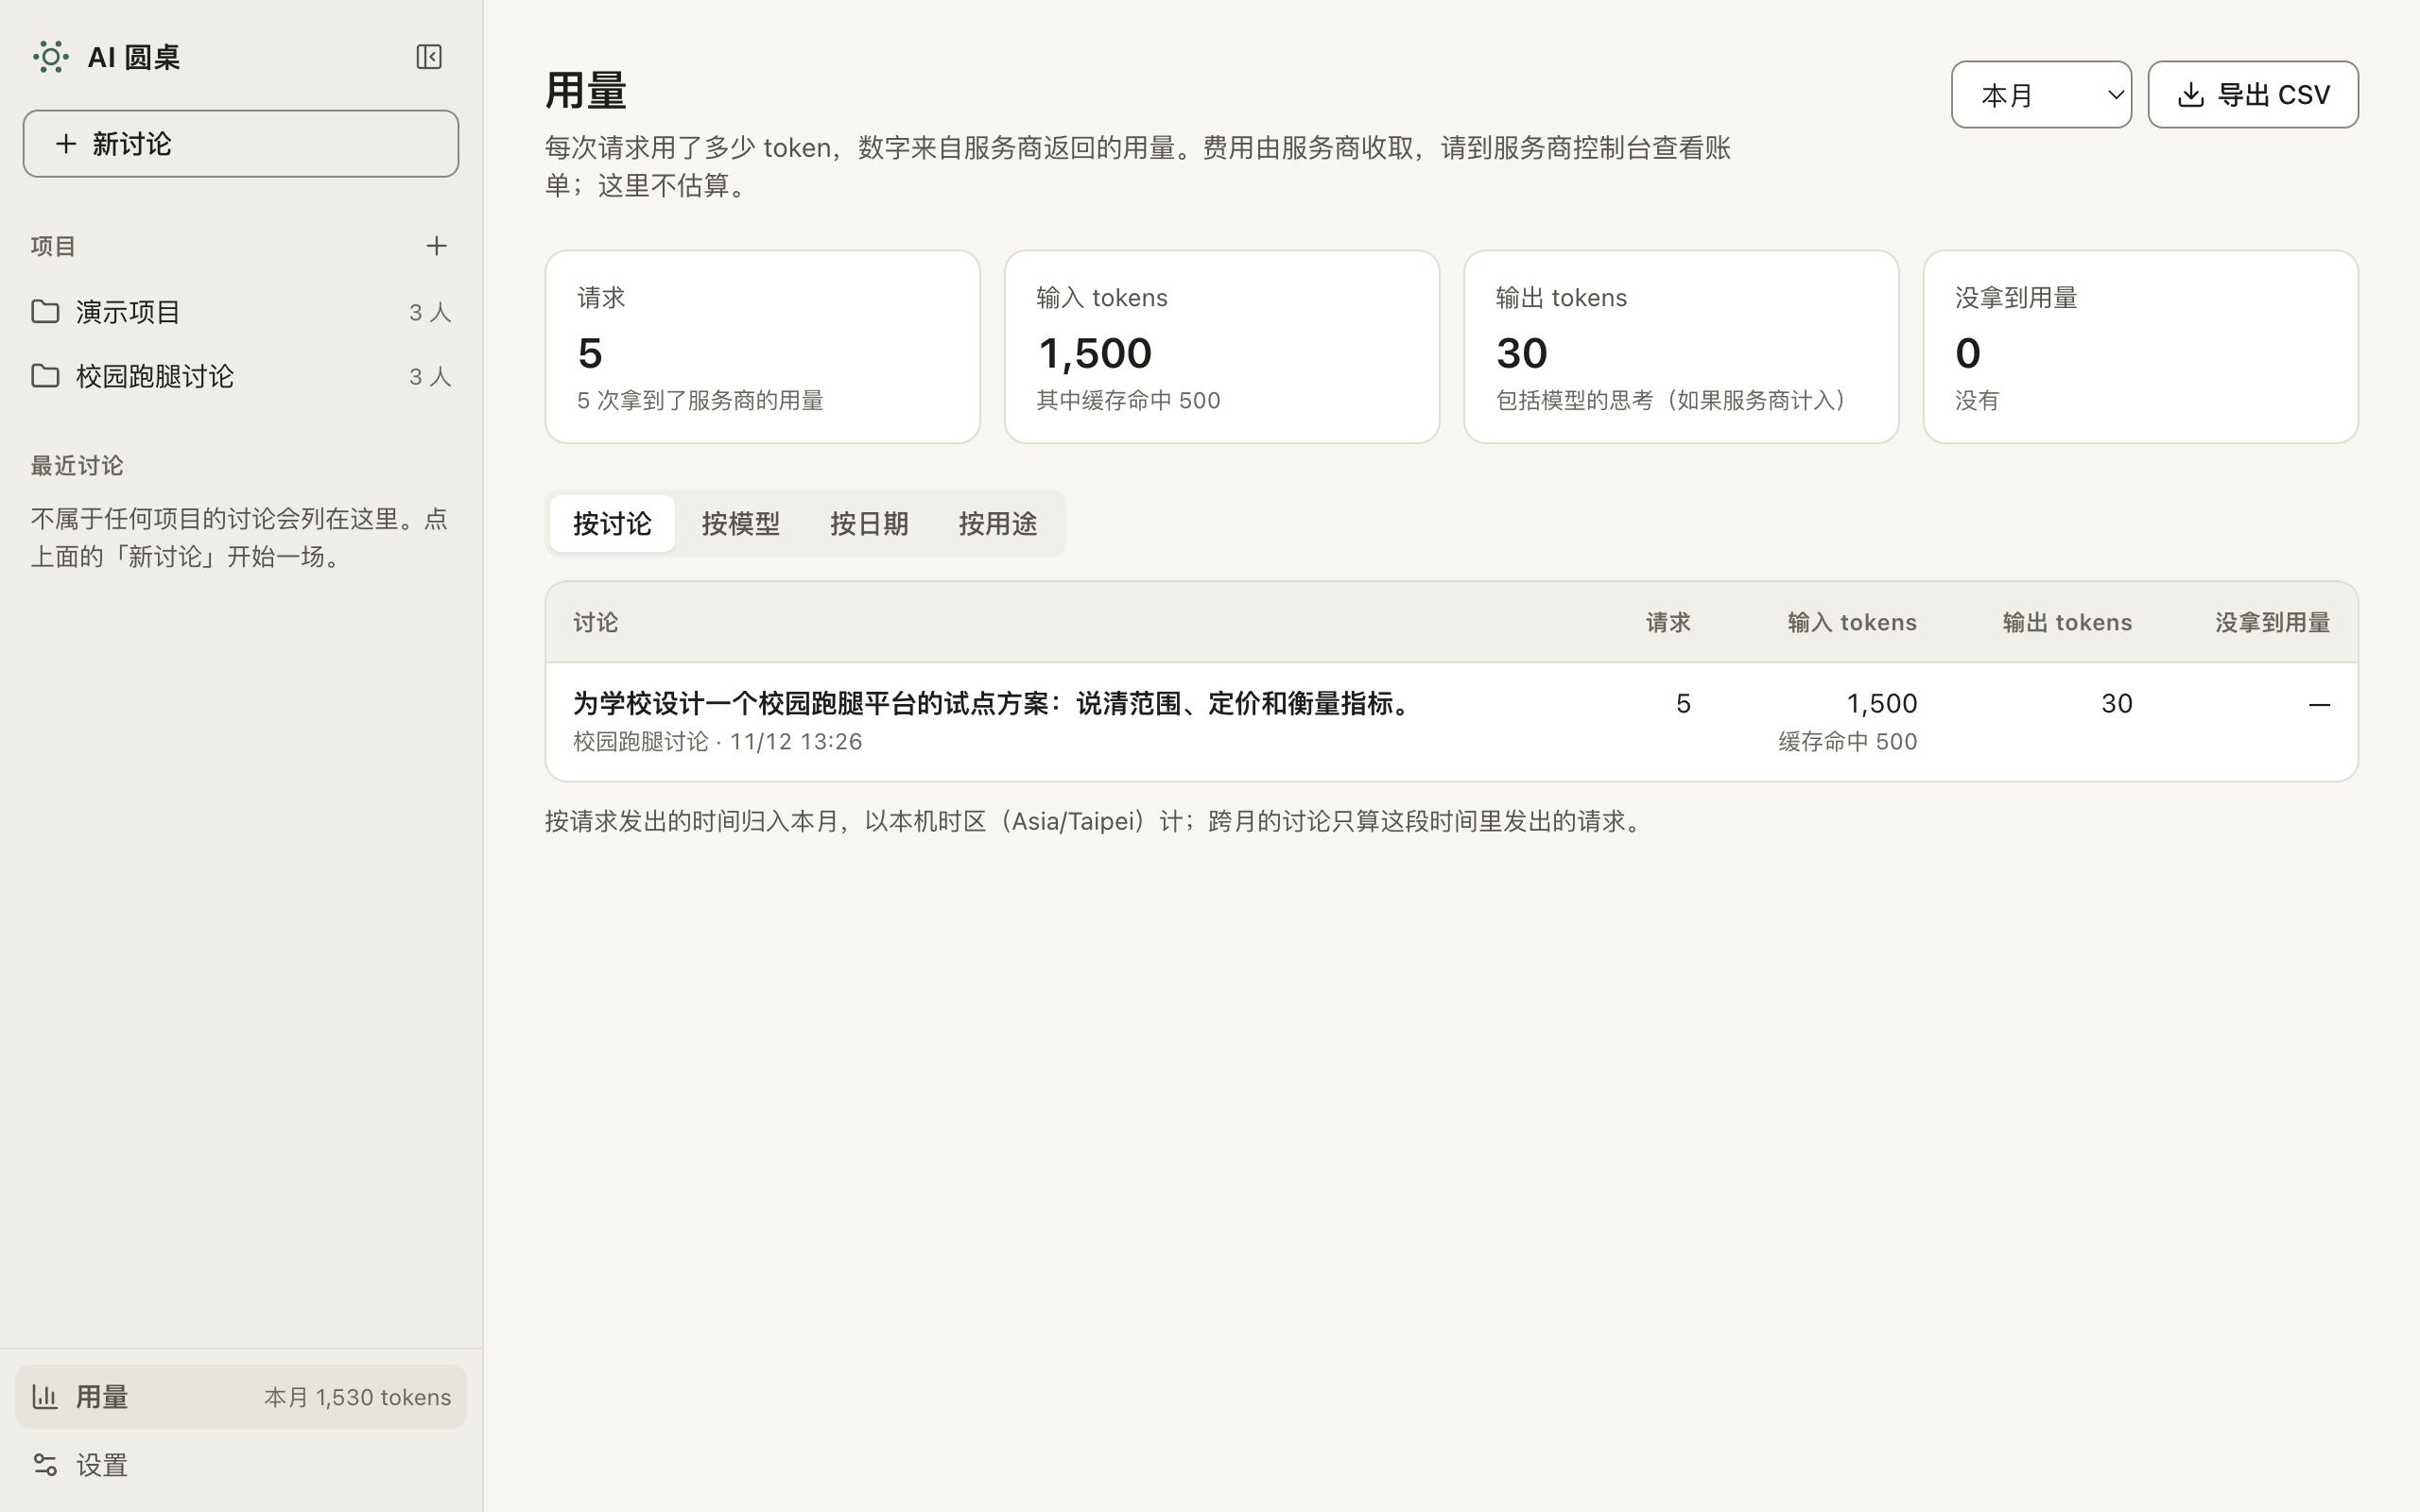 AI 圆桌
新讨论
项目
演示项目 3 人
校园跑腿讨论 3 人
最近讨论
不属于任何项目的讨论会列在这里。点
上面的「新讨论」开始一场。
用量 本月 1,530 tokens
设置
用量
本月
导出 CSV
每次请求用了多少 token，数字来自服务商返回的用量。费用由服务商收取，请到服务商控制台查看账
单；这里不估算。
请求
5
5 次拿到了服务商的用量
输入 tokens
1,500
其中缓存命中 500
输出 tokens
30
包括模型的思考（如果服务商计入）
没拿到用量
0
没有
按讨论 按模型 按日期 按用途
讨论 请求 输入 tokens 输出 tokens 没拿到用量
为学校设计一个校园跑腿平台的试点方案：说清范围、定价和衡量指标。 5 1,500 30 —
校园跑腿讨论 · 11/12 13:26 缓存命中 500
按请求发出的时间归入本月，以本机时区（Asia/Taipei）计；跨月的讨论只算这段时间里发出的请求。